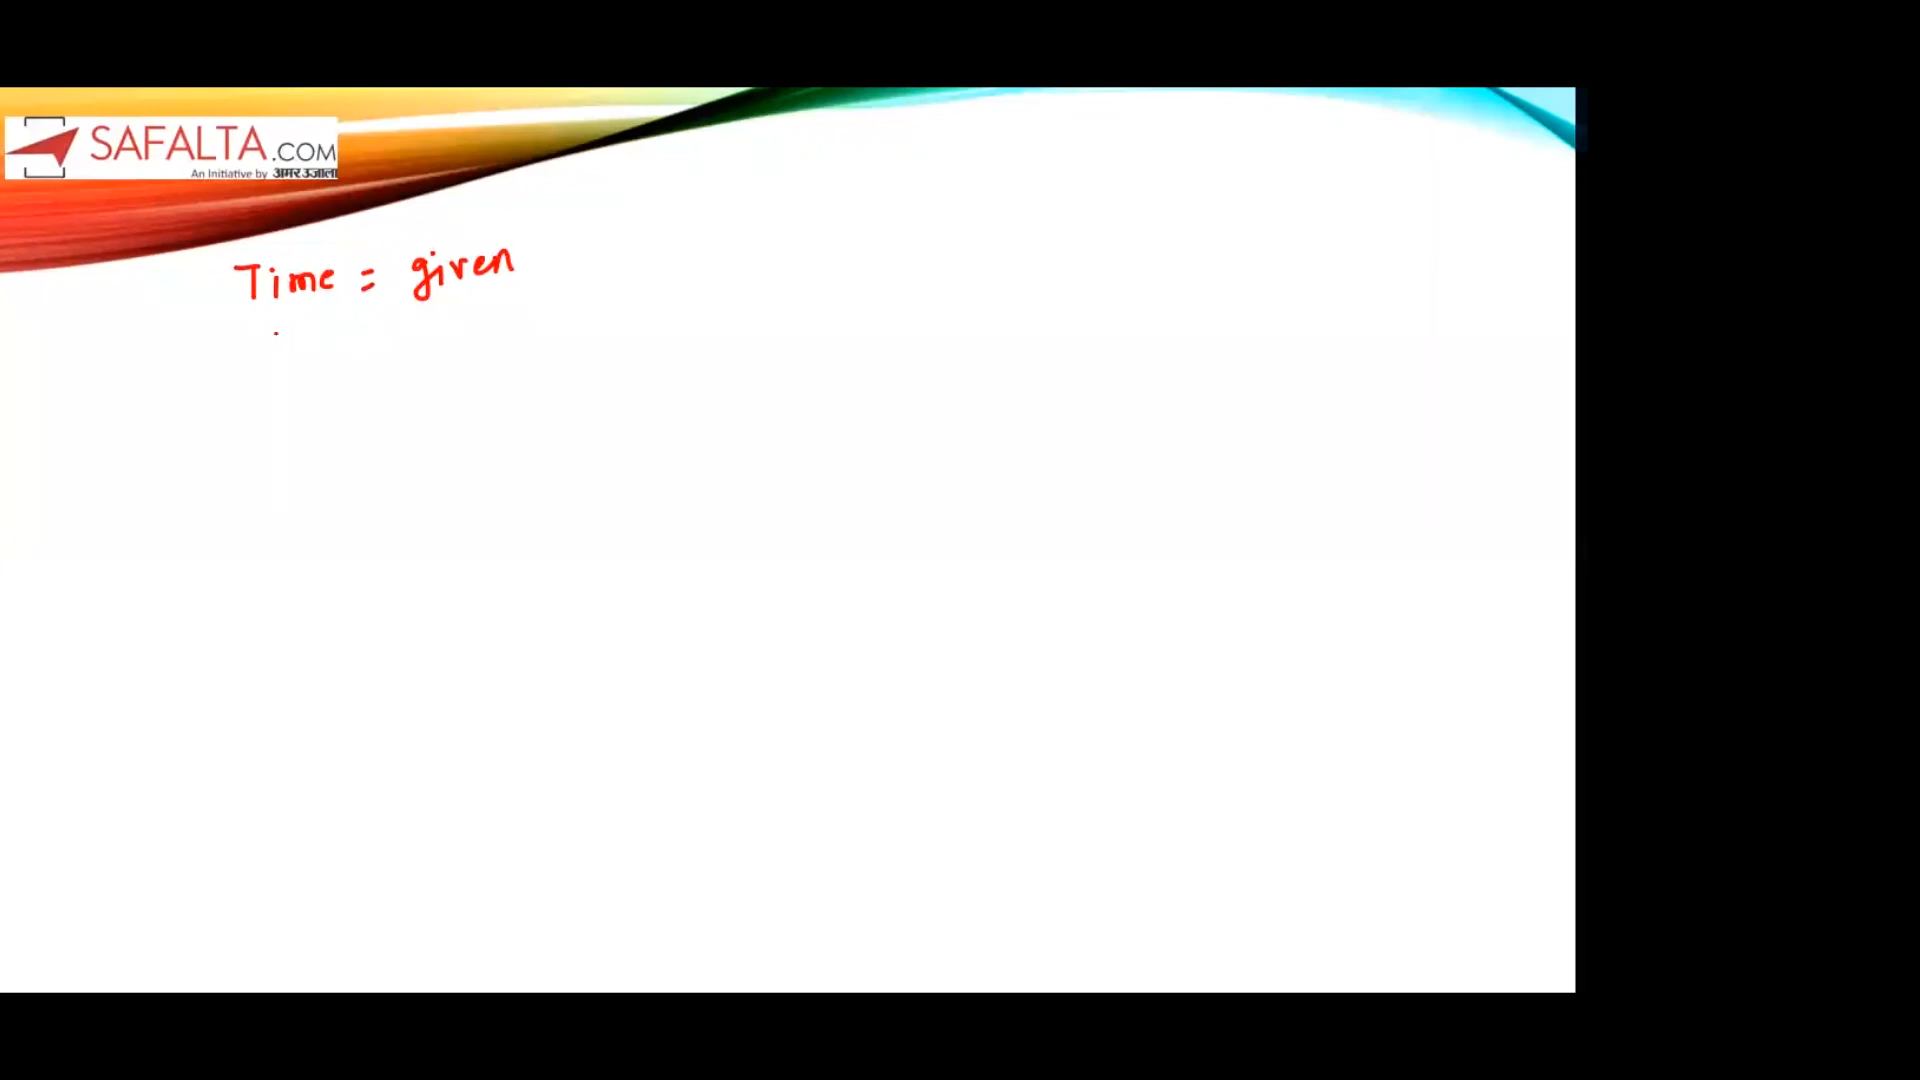 SAFALTA.COM
An Initiative by अमर उजाला
Time = given